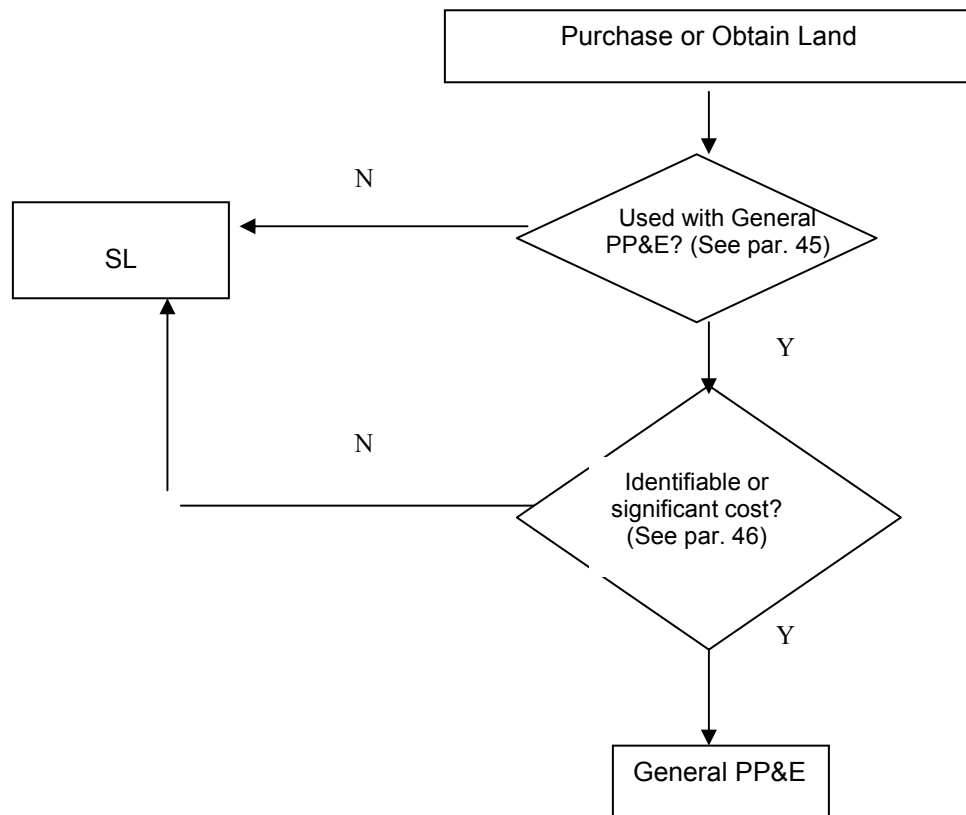 Purchase or Obtain Land
N
Used with General
PP&E? (See par. 45)
SL
Y
N
Identifiable or
significant cost?
(See par. 46)
Y
General PP&E